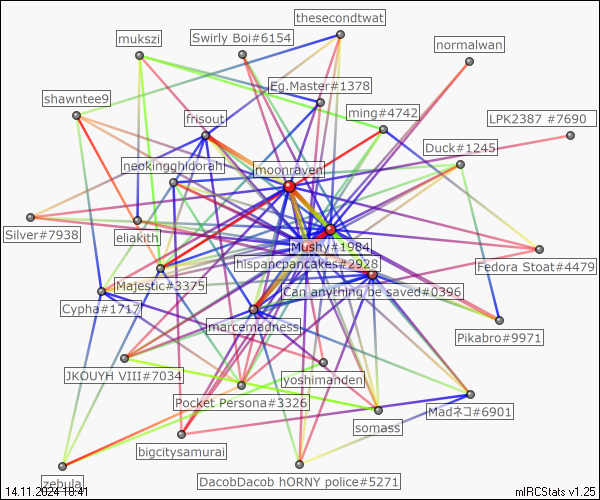 thesecondtwat
mukszi
Swirly Boi#6154
normalwan
Eg.Master#1378
shawntee9
ming#4742
frisout
LPK2387 #7690
Duck#1245
neokingghidorah!
moonraven
Silver#7938
eliakith
Mushy#1984
hispancpancakes#2928
Fedora Stoat#4479
Majestic#3375
Can anything be saved#0396
Cypha#1717
marcemadness
Pikabro#9971
JKOUYH VIII#7034
yoshimanden
Pocket Persona#3326
Madネコ#6901
somass
bigcitysamurai
DacobDacob hORNY police#5271
zebula
14.11.2024 18:41
mIRCStats v1.25